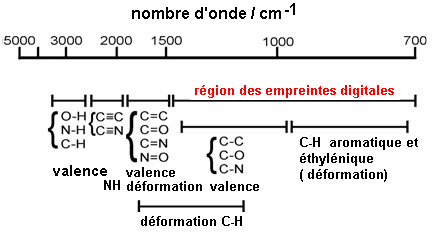 nombre d'onde / cm⁻¹
5000 3000 2000 1500 1000 700
région des empreintes digitales
O-H
N-H
C-H
valence
C≡C
C≡N
C=C
C=O
C=N
N=O
valence
NH déformation
C-C
C-O
C-N
valence
C-H aromatique et
éthylénique
( déformation)
déformation C-H